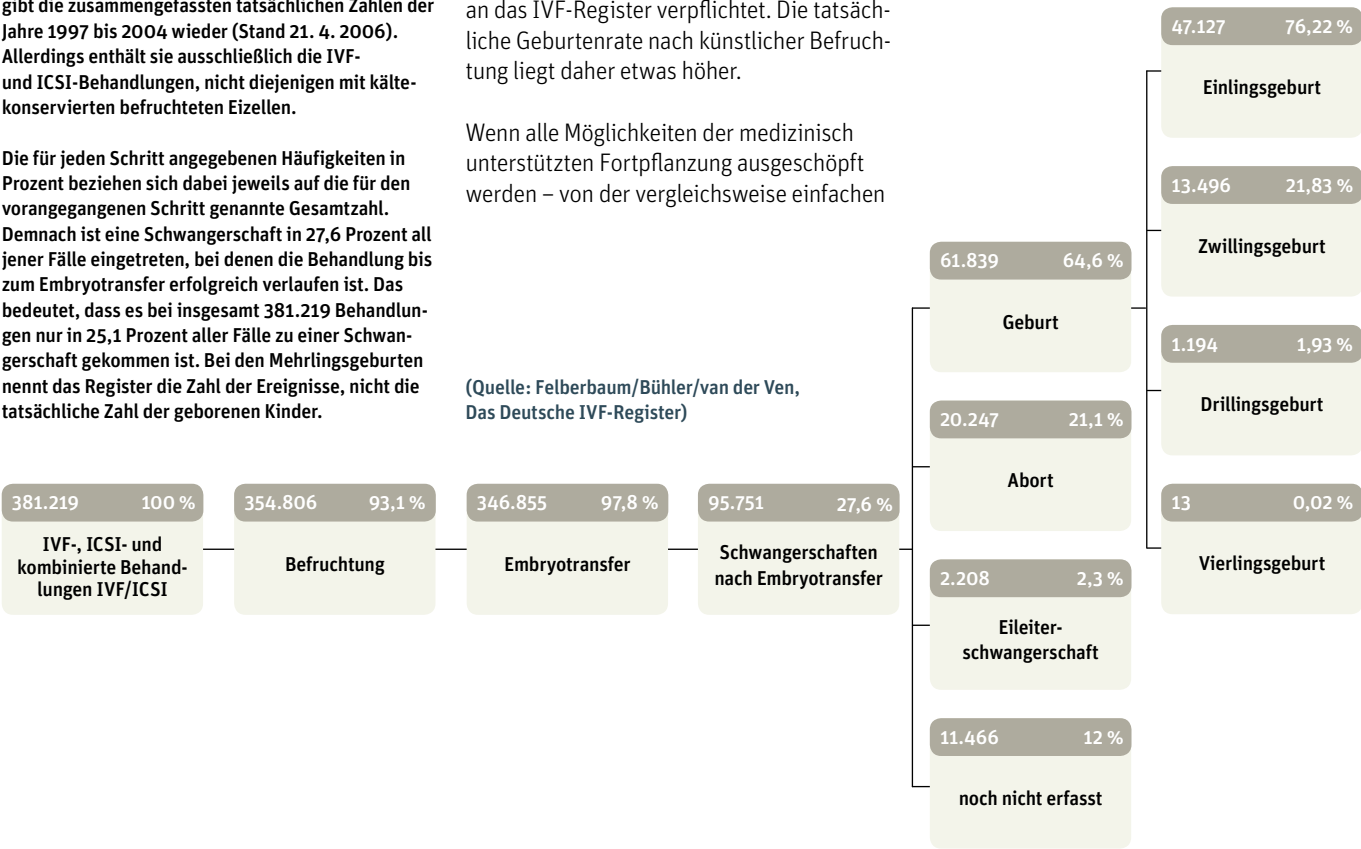 gibt die zusammengefassten tatsächlichen Zahlen der
Jahre 1997 bis 2004 wieder (Stand 21. 4. 2006).
Allerdings enthält sie ausschließlich die IVF-
und ICSI-Behandlungen, nicht diejenigen mit kälte-
konservierten befruchteten Eizellen.
Die für jeden Schritt angegebenen Häufigkeiten in
Prozent beziehen sich dabei jeweils auf die für den
vorangegangenen Schritt genannte Gesamtzahl.
Demnach ist eine Schwangerschaft in 27,6 Prozent all
jener Fälle eingetreten, bei denen die Behandlung bis
zum Embryotransfer erfolgreich verlaufen ist. Das
bedeutet, dass es bei insgesamt 381.219 Behandlun-
gen nur in 25,1 Prozent aller Fälle zu einer Schwan-
gerschaft gekommen ist. Bei den Mehrlingsgeburten
nennt das Register die Zahl der Ereignisse, nicht die
tatsächliche Zahl der geborenen Kinder.
an das IVF-Register verpflichtet. Die tatsäch-
liche Geburtenrate nach künstlicher Befruch-
tung liegt daher etwas höher.
Wenn alle Möglichkeiten der medizinisch
unterstützten Fortpflanzung ausgeschöpft
werden – von der vergleichsweise einfachen
(Quelle: Felberbaum/Bühler/van der Ven,
Das Deutsche IVF-Register)
381.219 100 %
IVF-, ICSI- und
kombinierte Behand-
lungen IVF/ICSI
354.806 93,1 %
Befruchtung
346.855 97,8 %
Embryotransfer
95.751 27,6 %
Schwangerschaften
nach Embryotransfer
61.839 64,6 %
Geburt
20.247 21,1 %
Abort
2.208 2,3 %
Eileiter-
schwangerschaft
11.466 12 %
noch nicht erfasst
47.127 76,22 %
Einlingsgeburt
13.496 21,83 %
Zwillingsgeburt
1.194 1,93 %
Drillingsgeburt
13 0,02 %
Vierlingsgeburt